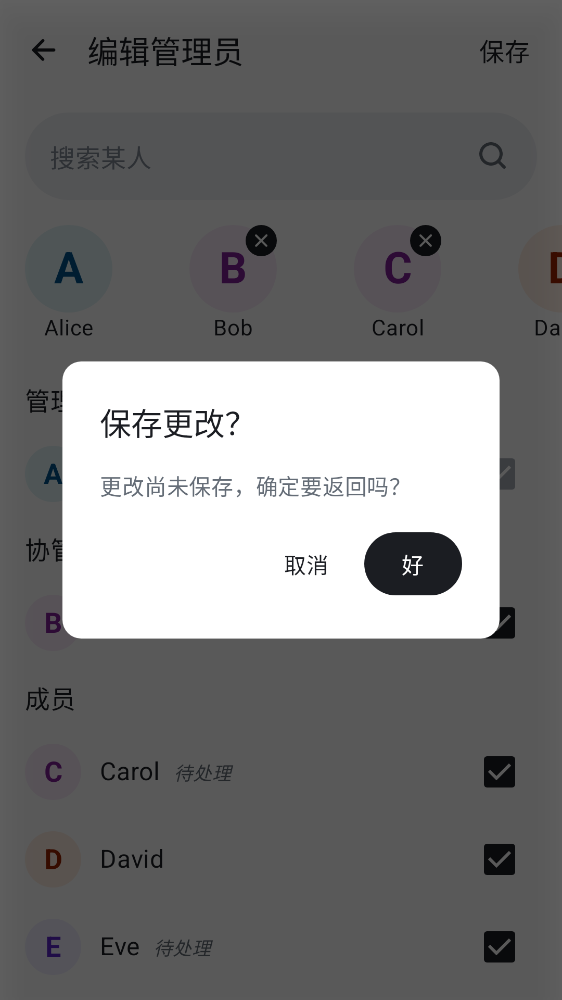 编辑管理员
保存
搜索某人
A
B
C
D
Alice
Bob
Carol
Da
管理
A
保存更改？
更改尚未保存，确定要返回吗？
取消
好
协管
B
成员
C Carol 待处理
D David
E Eve 待处理